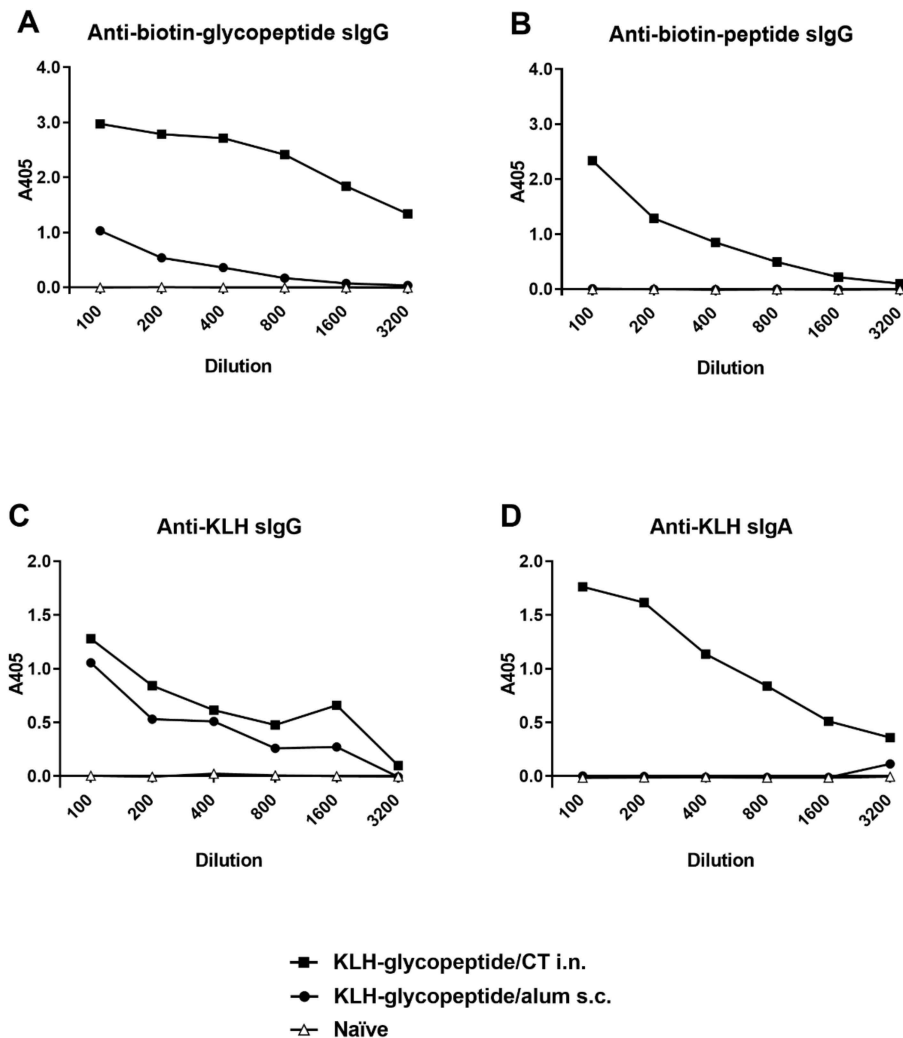 A
Anti-biotin-glycopeptide sIgG
4.0
3.0
2.0
1.0
0.0
A405
100
200
400
800
1600
3200
Dilution
B
Anti-biotin-peptide sIgG
4.0
3.0
2.0
1.0
0.0
A405
100
200
400
800
1600
3200
Dilution
C
Anti-KLH sIgG
2.0
1.5
1.0
0.5
0.0
A405
100
200
400
800
1600
3200
Dilution
D
Anti-KLH sIgA
2.0
1.5
1.0
0.5
0.0
A405
100
200
400
800
1600
3200
Dilution
KLH-glycopeptide/CT i.n.
KLH-glycopeptide/alum s.c.
Naïve